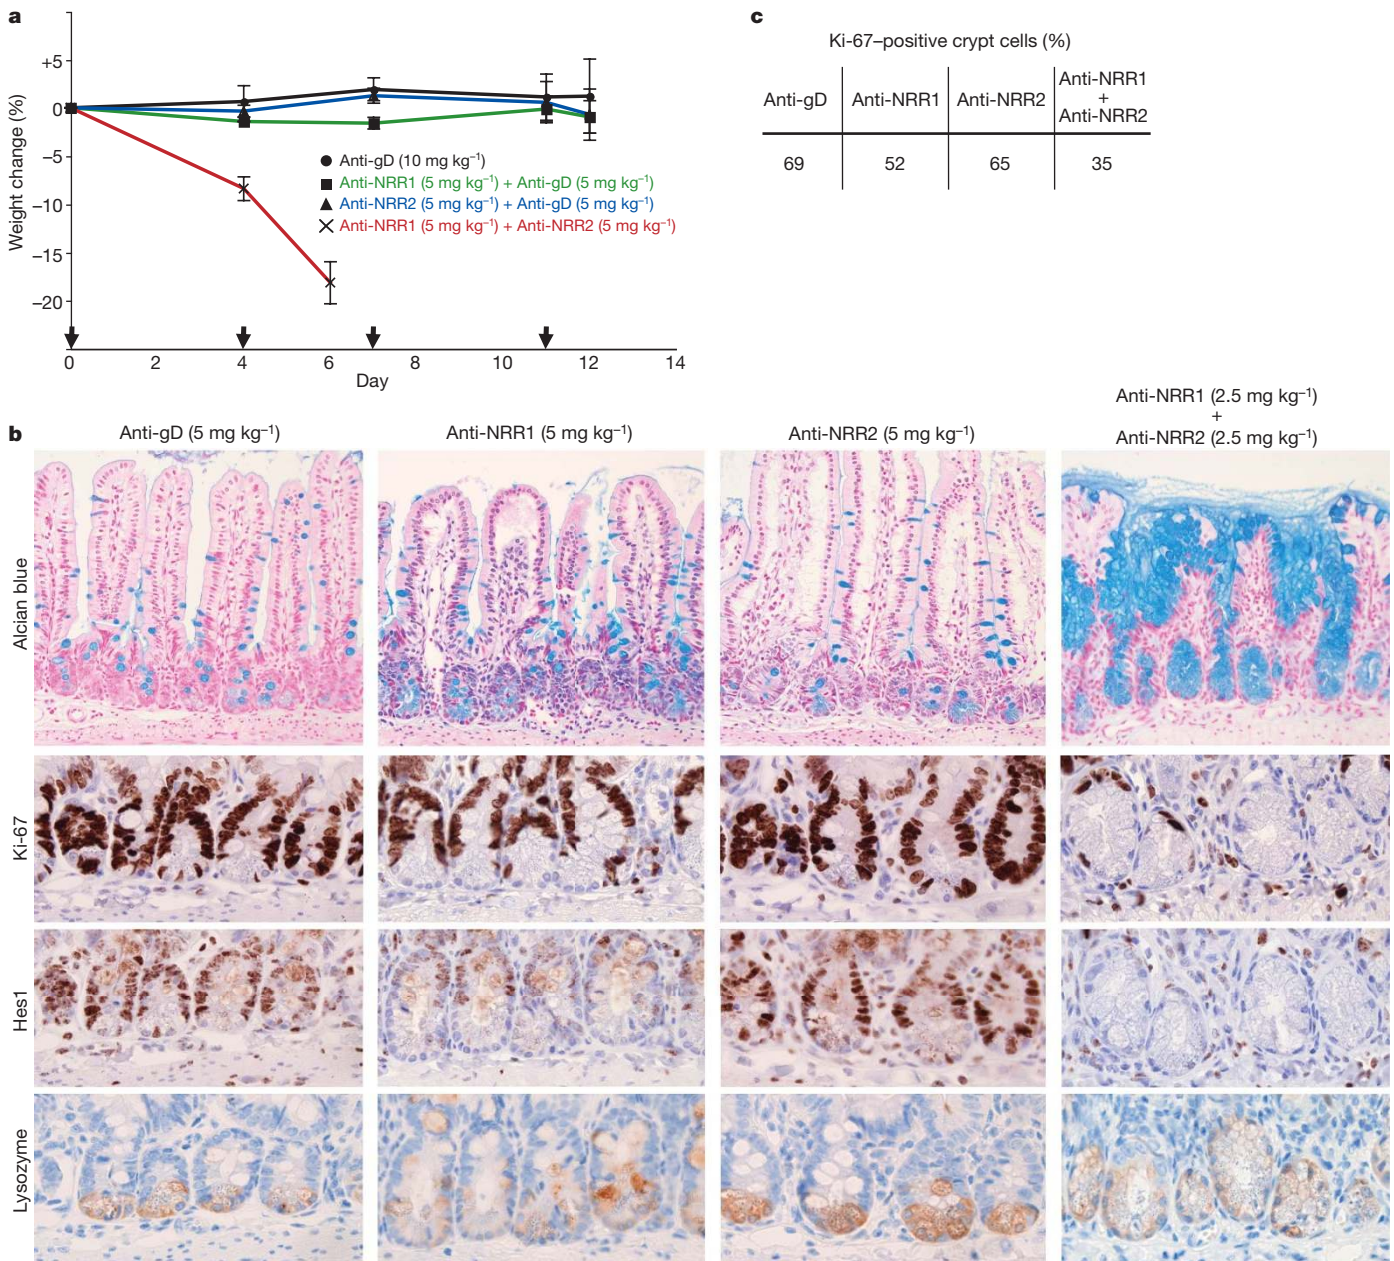 a
Weight change (%)
+5
0
–5
–10
–15
–20
0 2 4 6 8 10 12 14
Day
Anti-gD (10 mg kg⁻¹)
Anti-NRR1 (5 mg kg⁻¹) + Anti-gD (5 mg kg⁻¹)
Anti-NRR2 (5 mg kg⁻¹) + Anti-gD (5 mg kg⁻¹)
Anti-NRR1 (5 mg kg⁻¹) + Anti-NRR2 (5 mg kg⁻¹)
c
Ki-67–positive crypt cells (%)
Anti-gD
Anti-NRR1
Anti-NRR2
Anti-NRR1
+
Anti-NRR2
69 52 65 35
b
Anti-gD (5 mg kg⁻¹)
Anti-NRR1 (5 mg kg⁻¹)
Anti-NRR2 (5 mg kg⁻¹)
Anti-NRR1 (2.5 mg kg⁻¹)
+
Anti-NRR2 (2.5 mg kg⁻¹)
Alcian blue
Ki-67
Hes1
Lysozyme